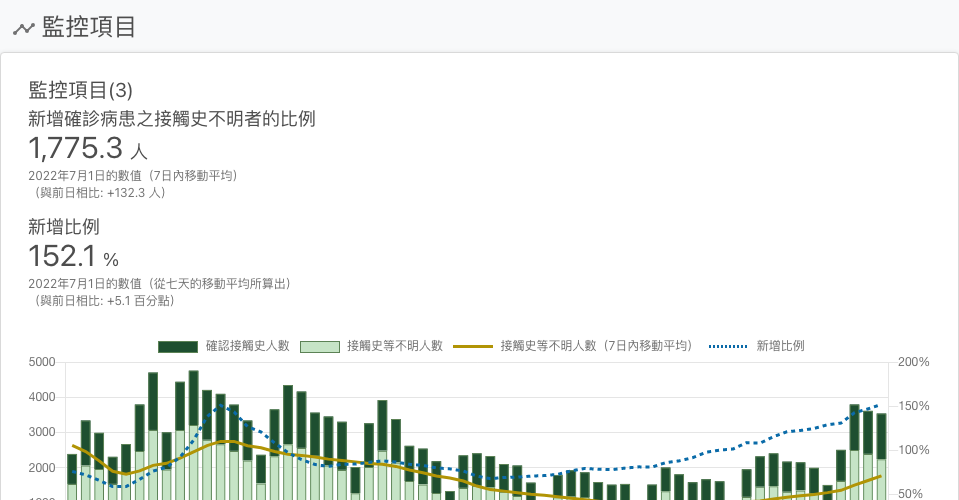 監控項目
監控項目(3)
新增確診病患之接觸史不明者的比例
1,775.3 人
2022年7月1日的數值（7日內移動平均）
（與前日相比: +132.3 人）
新增比例
152.1 %
2022年7月1日的數值（從七天的移動平均所算出）
（與前日相比: +5.1 百分點）
確認接觸史人數 接觸史等不明人數 接觸史等不明人數（7日內移動平均） 新增比例
5000 200%
4000 150%
3000 100%
2000 50%